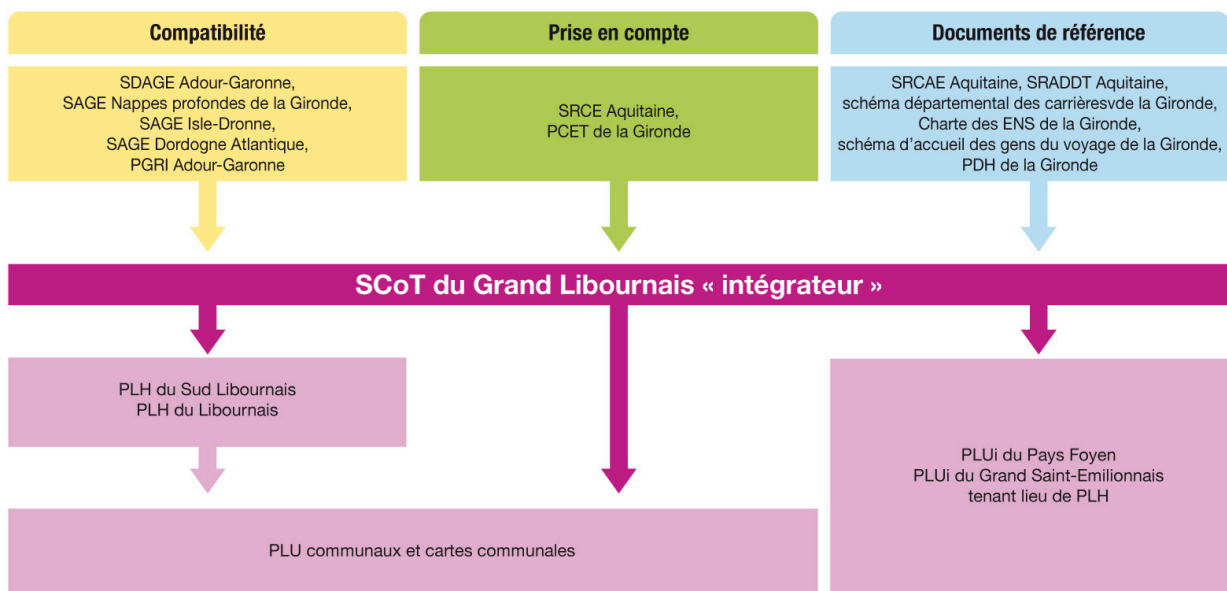 Compatibilité
SDAGE Adour-Garonne,
SAGE Nappes profondes de la Gironde,
SAGE Isle-Dronne,
SAGE Dordogne Atlantique,
PGRI Adour-Garonne
Prise en compte
SRCE Aquitaine,
PCET de la Gironde
Documents de référence
SRCAE Aquitaine, SRADDT Aquitaine,
schéma départemental des carrièresvde la Gironde,
Charte des ENS de la Gironde,
schéma d'accueil des gens du voyage de la Gironde,
PDH de la Gironde
SCoT du Grand Libournais « intégrateur »
PLH du Sud Libournais
PLH du Libournais
PLU communaux et cartes communales
PLUi du Pays Foyen
PLUi du Grand Saint-Emilionnais
tenant lieu de PLH